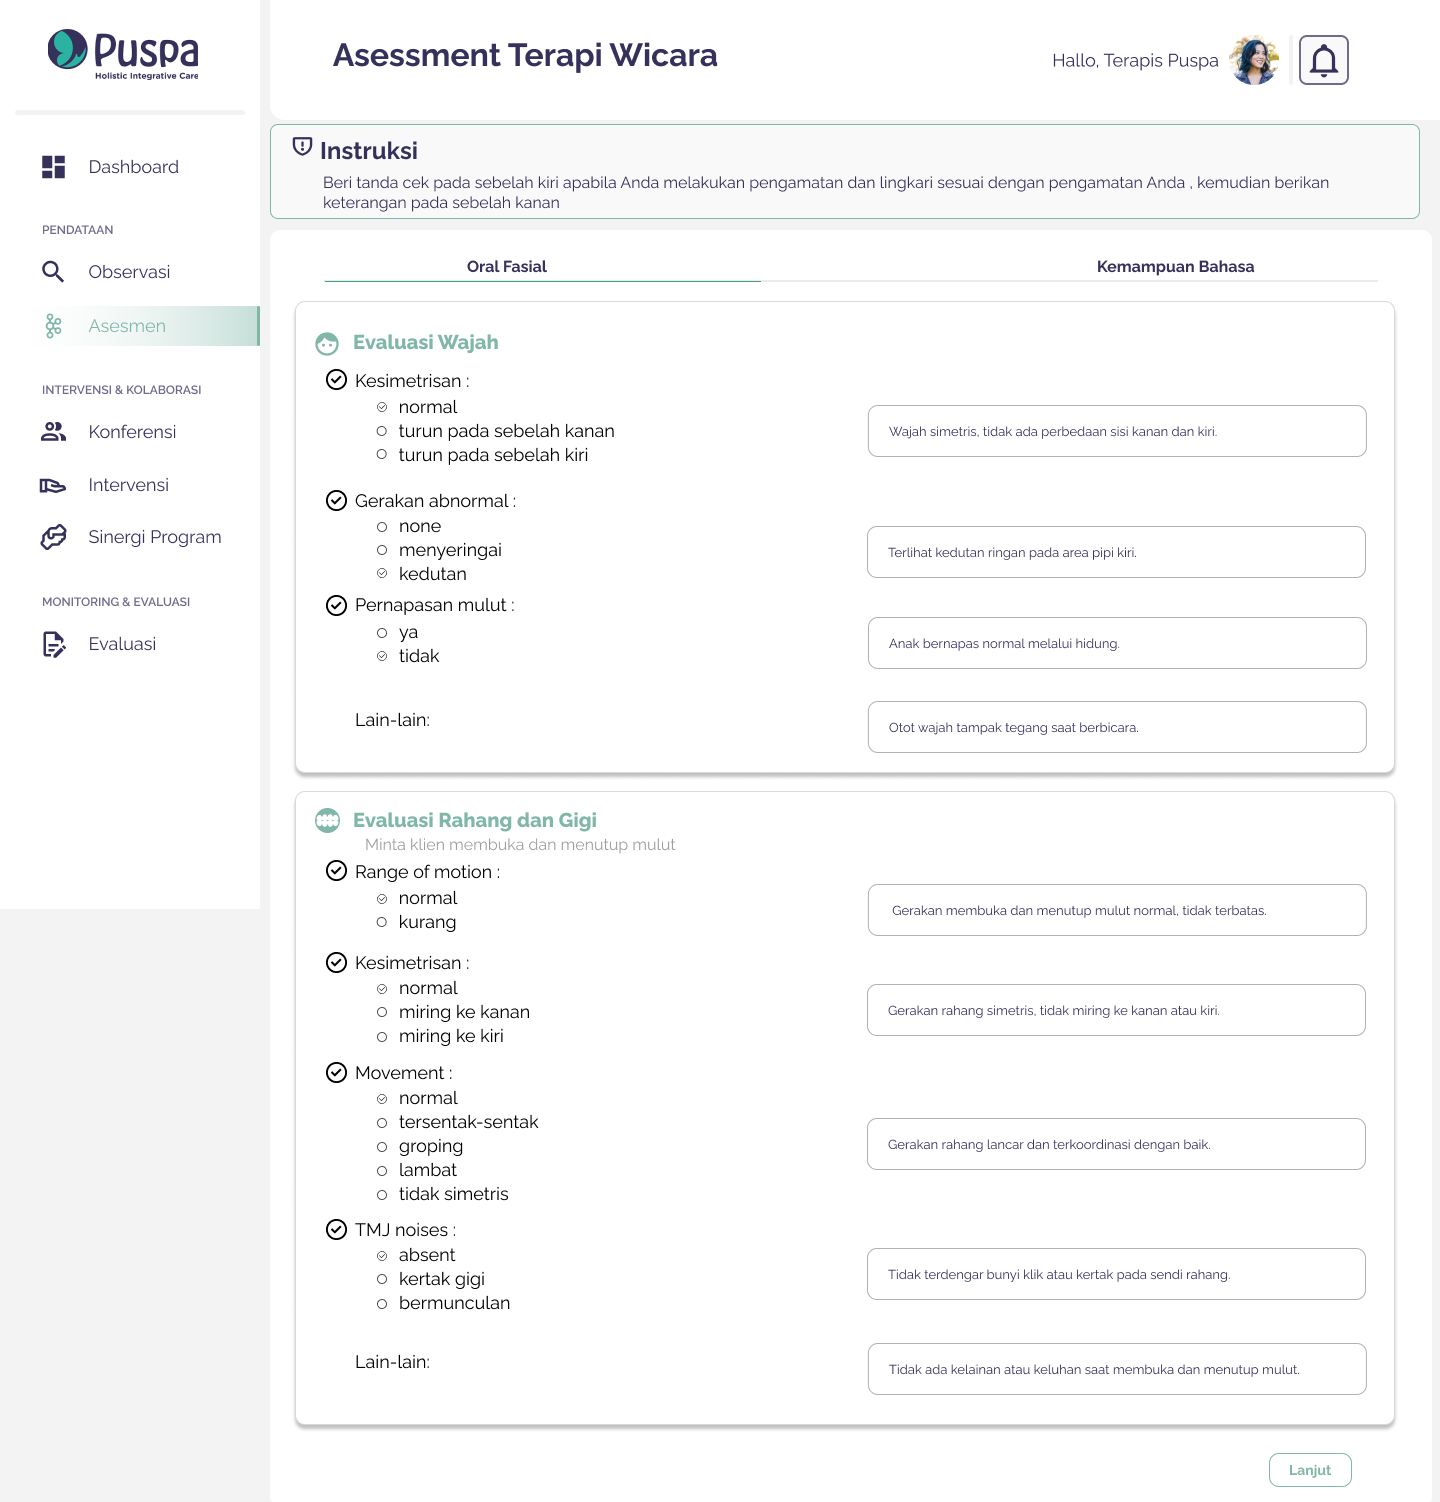 Puspa
Holistic Integrative Care
Dashboard
PENDATAAN
Observasi
Asesmen
INTERVENSI & KOLABORASI
Konferensi
Intervensi
Sinergi Program
MONITORING & EVALUASI
Evaluasi
Asessment Terapi Wicara
Hallo, Terapis Puspa
Instruksi
Beri tanda cek pada sebelah kiri apabila Anda melakukan pengamatan dan lingkari sesuai dengan pengamatan Anda , kemudian berikan
keterangan pada sebelah kanan
Oral Fasial
Kemampuan Bahasa
Evaluasi Wajah
Kesimetrisan :
normal
turun pada sebelah kanan
turun pada sebelah kiri
Wajah simetris, tidak ada perbedaan sisi kanan dan kiri.
Gerakan abnormal :
none
menyeringai
kedutan
Terlihat kedutan ringan pada area pipi kiri.
Pernapasan mulut :
ya
tidak
Anak bernapas normal melalui hidung.
Lain-lain:
Otot wajah tampak tegang saat berbicara.
Evaluasi Rahang dan Gigi
Minta klien membuka dan menutup mulut
Range of motion :
normal
kurang
Gerakan membuka dan menutup mulut normal, tidak terbatas.
Kesimetrisan :
normal
miring ke kanan
miring ke kiri
Gerakan rahang simetris, tidak miring ke kanan atau kiri.
Movement :
normal
tersentak-sentak
groping
lambat
tidak simetris
Gerakan rahang lancar dan terkoordinasi dengan baik.
TMJ noises :
absent
kertak gigi
bermunculan
Tidak terdengar bunyi klik atau kertak pada sendi rahang.
Lain-lain:
Tidak ada kelainan atau keluhan saat membuka dan menutup mulut.
Lanjut